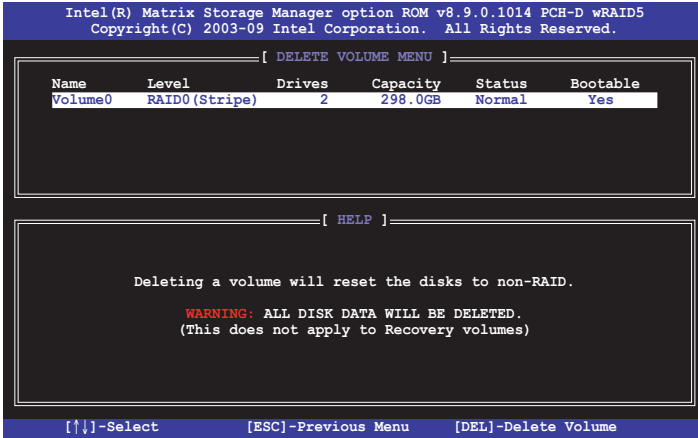 Intel(R) Matrix Storage Manager option ROM v8.9.0.1014 PCH-D wRAID5
Copyright(C) 2003-09 Intel Corporation. All Rights Reserved.
[ DELETE VOLUME MENU ]
Name Level Drives Capacity Status Bootable
Volume0 RAID0(Stripe) 2 298.0GB Normal Yes
[ HELP ]
Deleting a volume will reset the disks to non-RAID.
WARNING: ALL DISK DATA WILL BE DELETED.
(This does not apply to Recovery volumes)
[↑↓]-Select [ESC]-Previous Menu [DEL]-Delete Volume